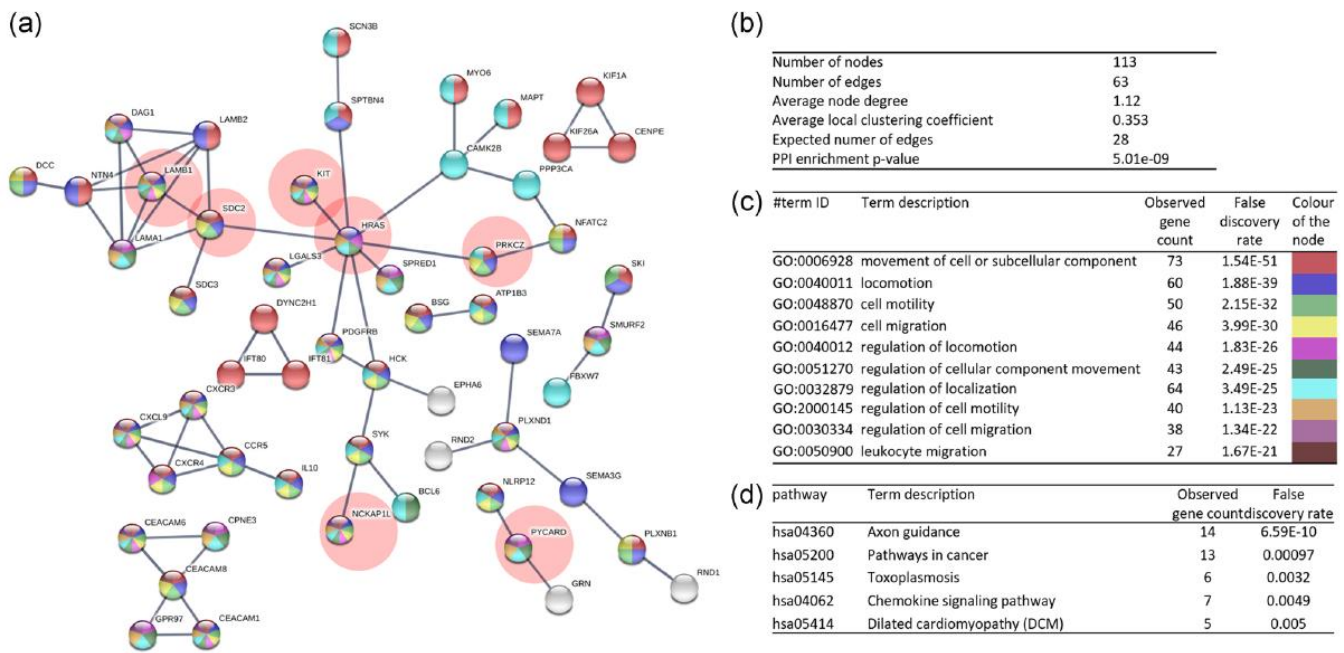 (a)
SCN3B
MYO6
KIF1A
SPTBN4
MAPT
DAG1
LAMB2
KIF26A
CENPE
CAMK2B
DCC
NTN4
LAMB1
KIT
PPP3CA
SDC2
HRAS
NFATC2
LAMA1
PRKCZ
LGALS3
SPRED1
SKI
SDC3
BSG
ATP1B3
DYNC2H1
PDGFRB
SEMA7A
SMURF2
IFT80
IFT81
HCK
FBXW7
EPHA6
CXCR3
CXCL9
PLXND1
RND2
CCR5
SYK
CXCR4
IL10
SEMA3G
NLRP12
BCL6
NCKAP1L
CEACAM6
CPNE3
PYCARD
PLXNB1
CEACAM8
GRN
RND1
GPR97
CEACAM1
(b)
Number of nodes 113
Number of edges 63
Average node degree 1.12
Average local clustering coefficient 0.353
Expected numer of edges 28
PPI enrichment p-value 5.01e-09
(c)
#term ID Term description Observed gene count False discovery rate Colour of the node
GO:0006928 movement of cell or subcellular component 73 1.54E-51
GO:0040011 locomotion 60 1.88E-39
GO:0048870 cell motility 50 2.15E-32
GO:0016477 cell migration 46 3.99E-30
GO:0040012 regulation of locomotion 44 1.83E-26
GO:0051270 regulation of cellular component movement 43 2.49E-25
GO:0032879 regulation of localization 64 3.49E-25
GO:2000145 regulation of cell motility 40 1.13E-23
GO:0030334 regulation of cell migration 38 1.34E-22
GO:0050900 leukocyte migration 27 1.67E-21
(d)
pathway Term description Observed gene count False discovery rate
hsa04360 Axon guidance 14 6.59E-10
hsa05200 Pathways in cancer 13 0.00097
hsa05145 Toxoplasmosis 6 0.0032
hsa04062 Chemokine signaling pathway 7 0.0049
hsa05414 Dilated cardiomyopathy (DCM) 5 0.005